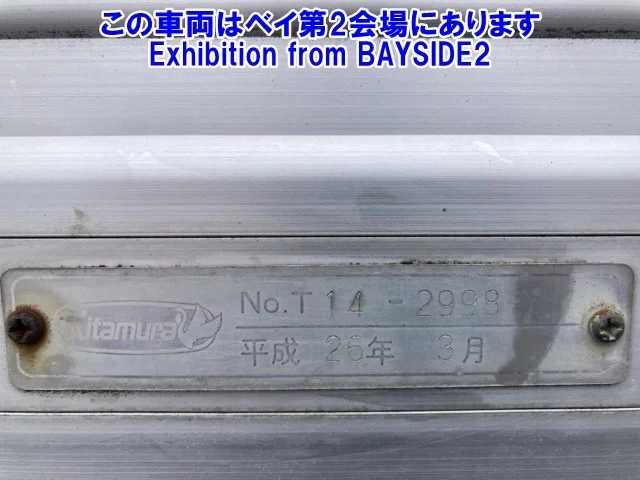 この車両はベイ第2会場にあります
Exhibition from BAYSIDE2
Kitamura
No.T14-2998
平成 26年 3月